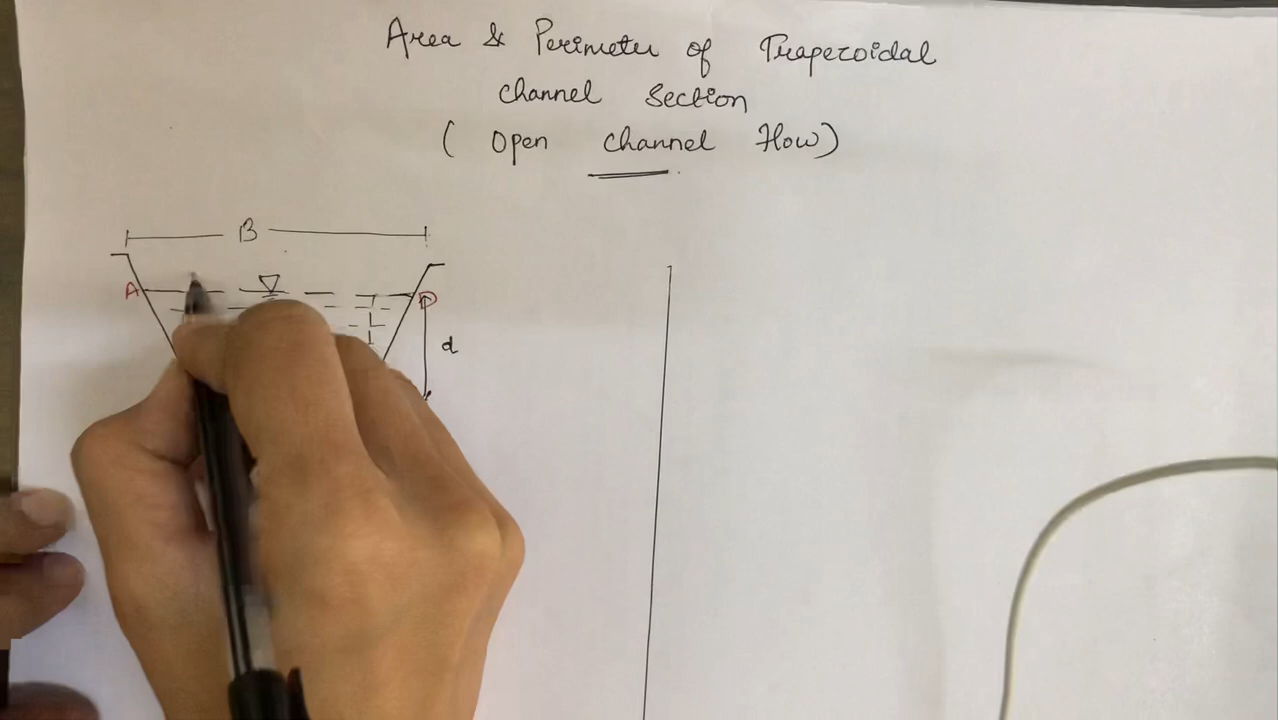 Area & Perimeter of Trapezoidal
channel Section
( Open channel Flow)
B
A
D
d